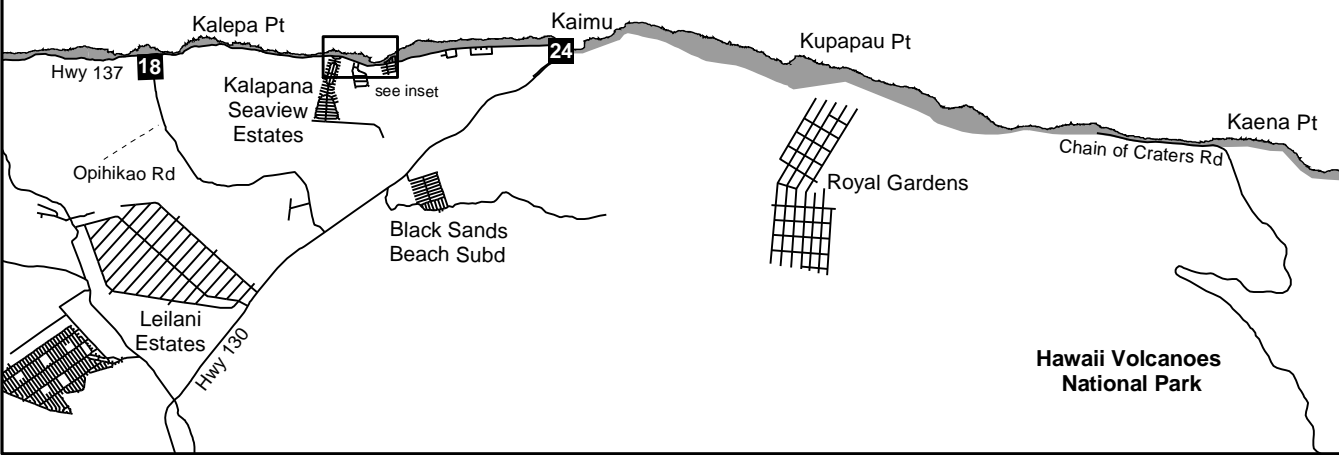 Kalepa Pt
Kaimu
Kupapau Pt
Hwy 137
18
24
Kalapana
Seaview
Estates
see inset
Kaena Pt
Chain of Craters Rd
Opihikao Rd
Royal Gardens
Black Sands
Beach Subd
Leilani
Estates
Hwy 130
Hawaii Volcanoes
National Park